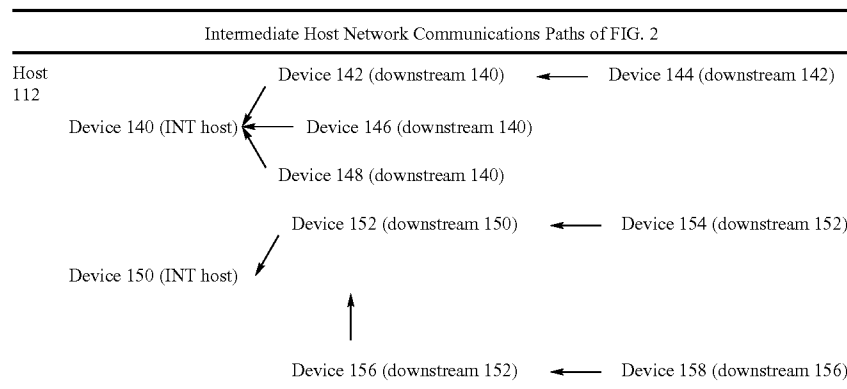 Intermediate Host Network Communications Paths of FIG. 2
Host
112
Device 142 (downstream 140)
Device 144 (downstream 142)
Device 140 (INT host)
Device 146 (downstream 140)
Device 148 (downstream 140)
Device 152 (downstream 150)
Device 154 (downstream 152)
Device 150 (INT host)
Device 156 (downstream 152)
Device 158 (downstream 156)